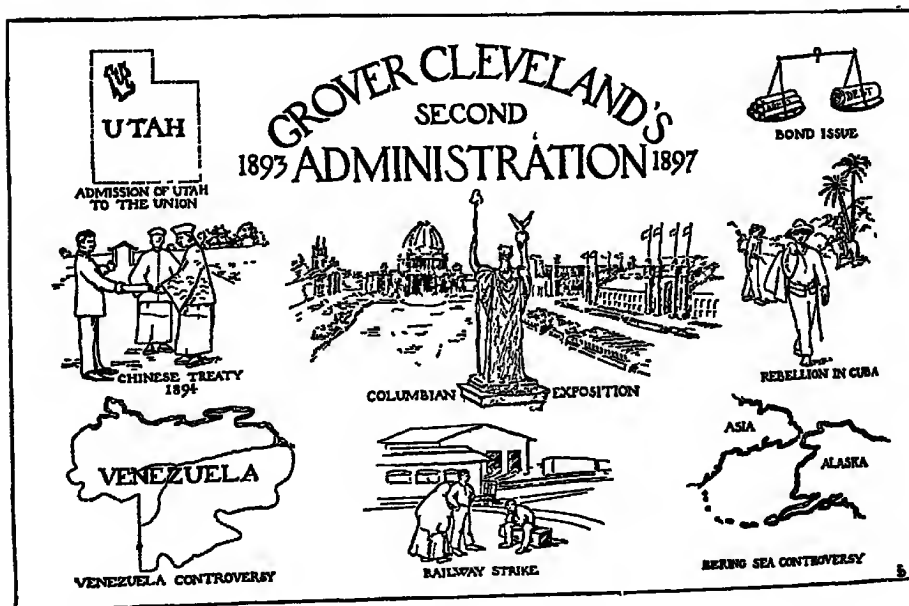 GROVER CLEVELAND'S
SECOND
1893 ADMINISTRATION 1897
UTAH
ADMISSION OF UTAH
TO THE UNION
DEBT
BOND ISSUE
CHINESE TREATY
1894
COLUMBIAN EXPOSITION
REBELLION IN CUBA
VENEZUELA
VENEZUELA CONTROVERSY
RAILWAY STRIKE
ASIA
ALASKA
BERING SEA CONTROVERSY